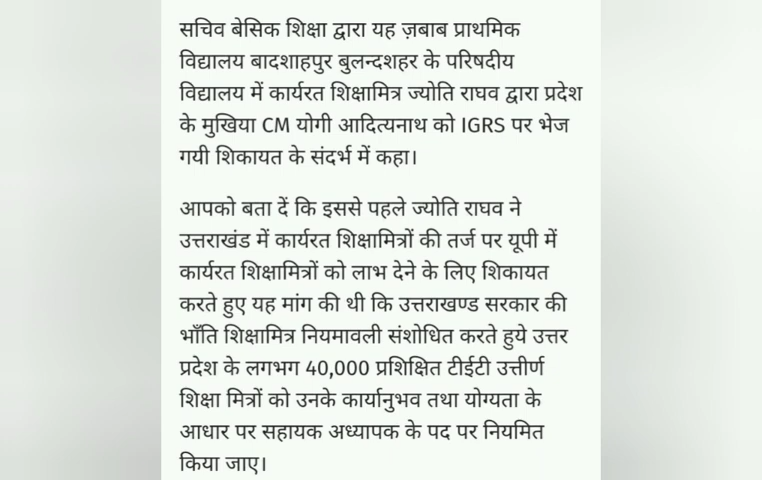 सचिव बेसिक शिक्षा द्वारा यह ज़बाब प्राथमिक
विद्यालय बादशाहपुर बुलन्दशहर के परिषदीय
विद्यालय में कार्यरत शिक्षामित्र ज्योति राघव द्वारा प्रदेश
के मुखिया CM योगी आदित्यनाथ को IGRS पर भेज
गयी शिकायत के संदर्भ में कहा।
आपको बता दें कि इससे पहले ज्योति राघव ने
उत्तराखंड में कार्यरत शिक्षामित्रों की तर्ज पर यूपी में
कार्यरत शिक्षामित्रों को लाभ देने के लिए शिकायत
करते हुए यह मांग की थी कि उत्तराखण्ड सरकार की
भाँति शिक्षामित्र नियमावली संशोधित करते हुये उत्तर
प्रदेश के लगभग 40,000 प्रशिक्षित टीईटी उत्तीर्ण
शिक्षा मित्रों को उनके कार्यानुभव तथा योग्यता के
आधार पर सहायक अध्यापक के पद पर नियमित
किया जाए।